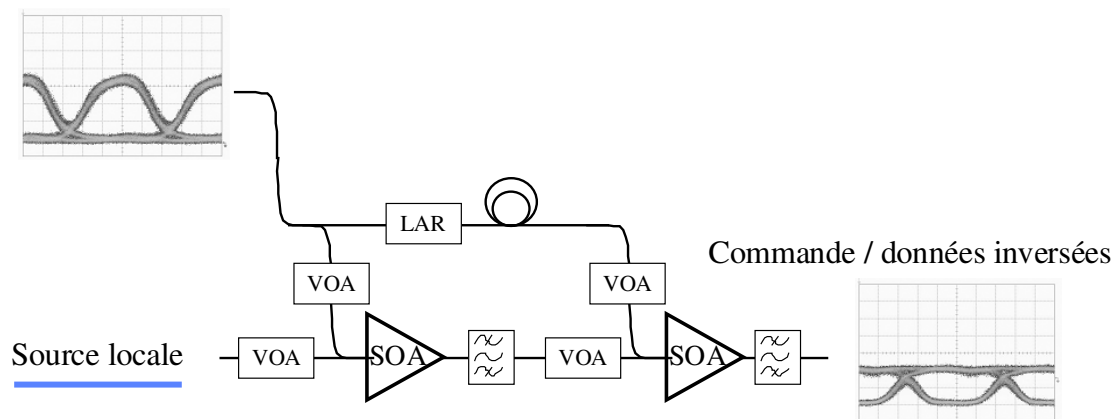 LAR
Commande / données inversées
VOA
VOA
Source locale
VOA
SOA
VOA
SOA